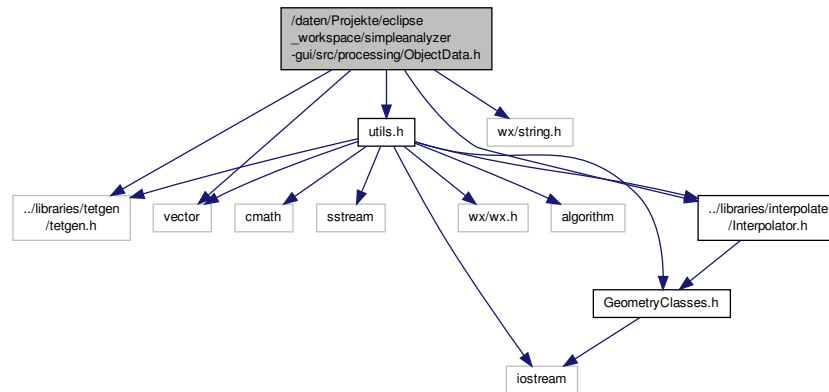 /daten/Projekte/eclipse
_workspace/simpleanalyzer
-gui/src/processing/ObjectData.h
utils.h
wx/string.h
../libraries/tetgen
/tetgen.h
vector
cmath
sstream
wx/wx.h
algorithm
../libraries/interpolate
/Interpolator.h
GeometryClasses.h
iostream